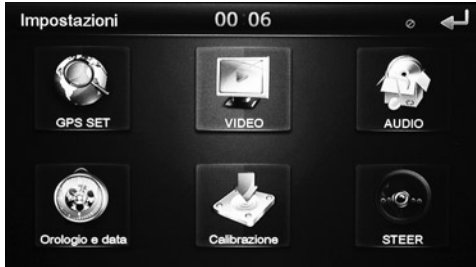 Impostazioni 00 06
GPS SET VIDEO AUDIO
Orologio e data Calibrazione STEER